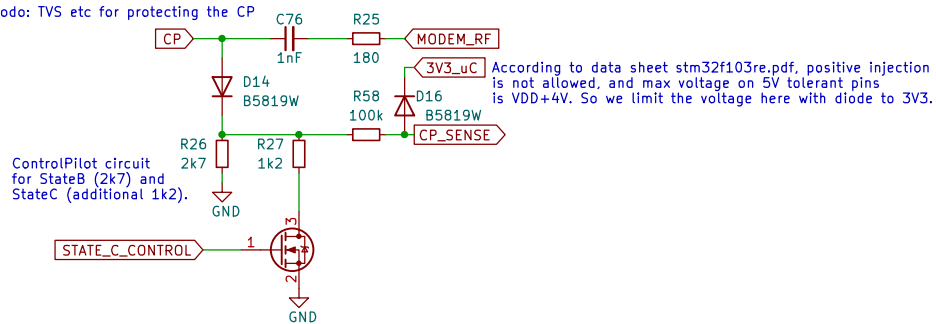 odo: TVS etc for protecting the CP
C76
R25
CP
MODEM_RF
1nF
180
3V3_uC
According to data sheet stm32f103re.pdf, positive injection
is not allowed, and max voltage on 5V tolerant pins
is VDD+4V. So we limit the voltage here with diode to 3V3.
D14
B5819W
R58
100k
D16
B5819W
CP_SENSE
R26
2k7
R27
1k2
ControlPilot circuit
for StateB (2k7) and
StateC (additional 1k2).
GND
3
1
STATE_C_CONTROL
2
GND